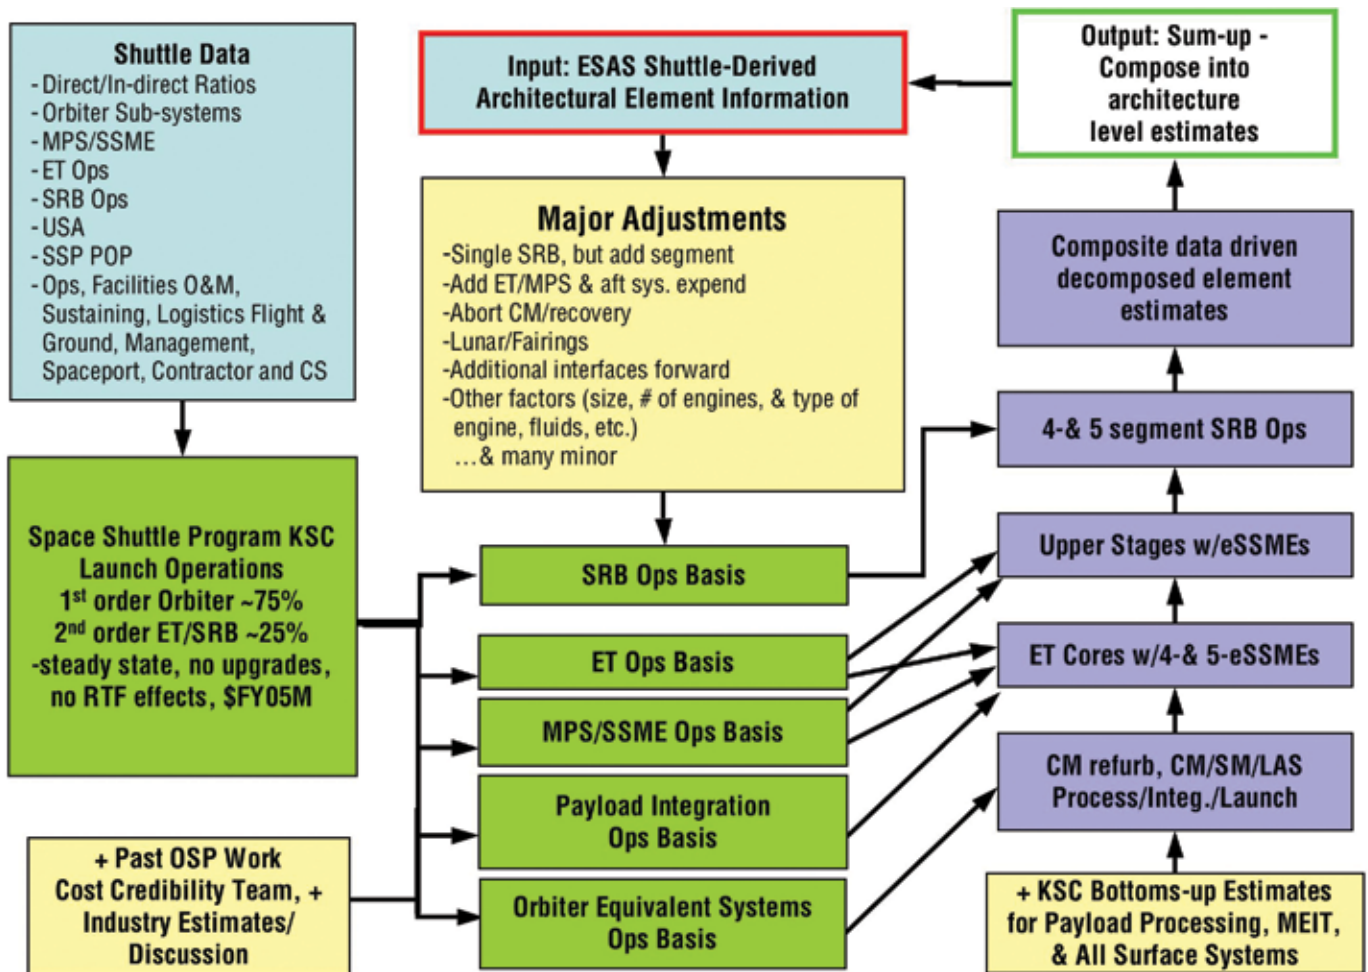 Shuttle Data
- Direct/In-direct Ratios
- Orbiter Sub-systems
- MPS/SSME
- ET Ops
- SRB Ops
- USA
- SSP POP
- Ops, Facilities O&M,
Sustaining, Logistics Flight &
Ground, Management,
Spaceport, Contractor and CS
Space Shuttle Program KSC
Launch Operations
1st order Orbiter ~75%
2nd order ET/SRB ~25%
-steady state, no upgrades,
no RTF effects, $FY05M
+ Past OSP Work
Cost Credibility Team, +
Industry Estimates/
Discussion
Input: ESAS Shuttle-Derived
Architectural Element Information
Major Adjustments
-Single SRB, but add segment
-Add ET/MPS & aft sys. expend
-Abort CM/recovery
-Lunar/Fairings
-Additional interfaces forward
-Other factors (size, # of engines, & type of
engine, fluids, etc.)
...& many minor
SRB Ops Basis
ET Ops Basis
MPS/SSME Ops Basis
Payload Integration
Ops Basis
Orbiter Equivalent Systems
Ops Basis
Output: Sum-up -
Compose into
architecture
level estimates
Composite data driven
decomposed element
estimates
4-& 5 segment SRB Ops
Upper Stages w/eSSMEs
ET Cores w/4-& 5-eSSMEs
CM refurb, CM/SM/LAS
Process/Integ./Launch
+ KSC Bottoms-up Estimates
for Payload Processing, MEIT,
& All Surface Systems